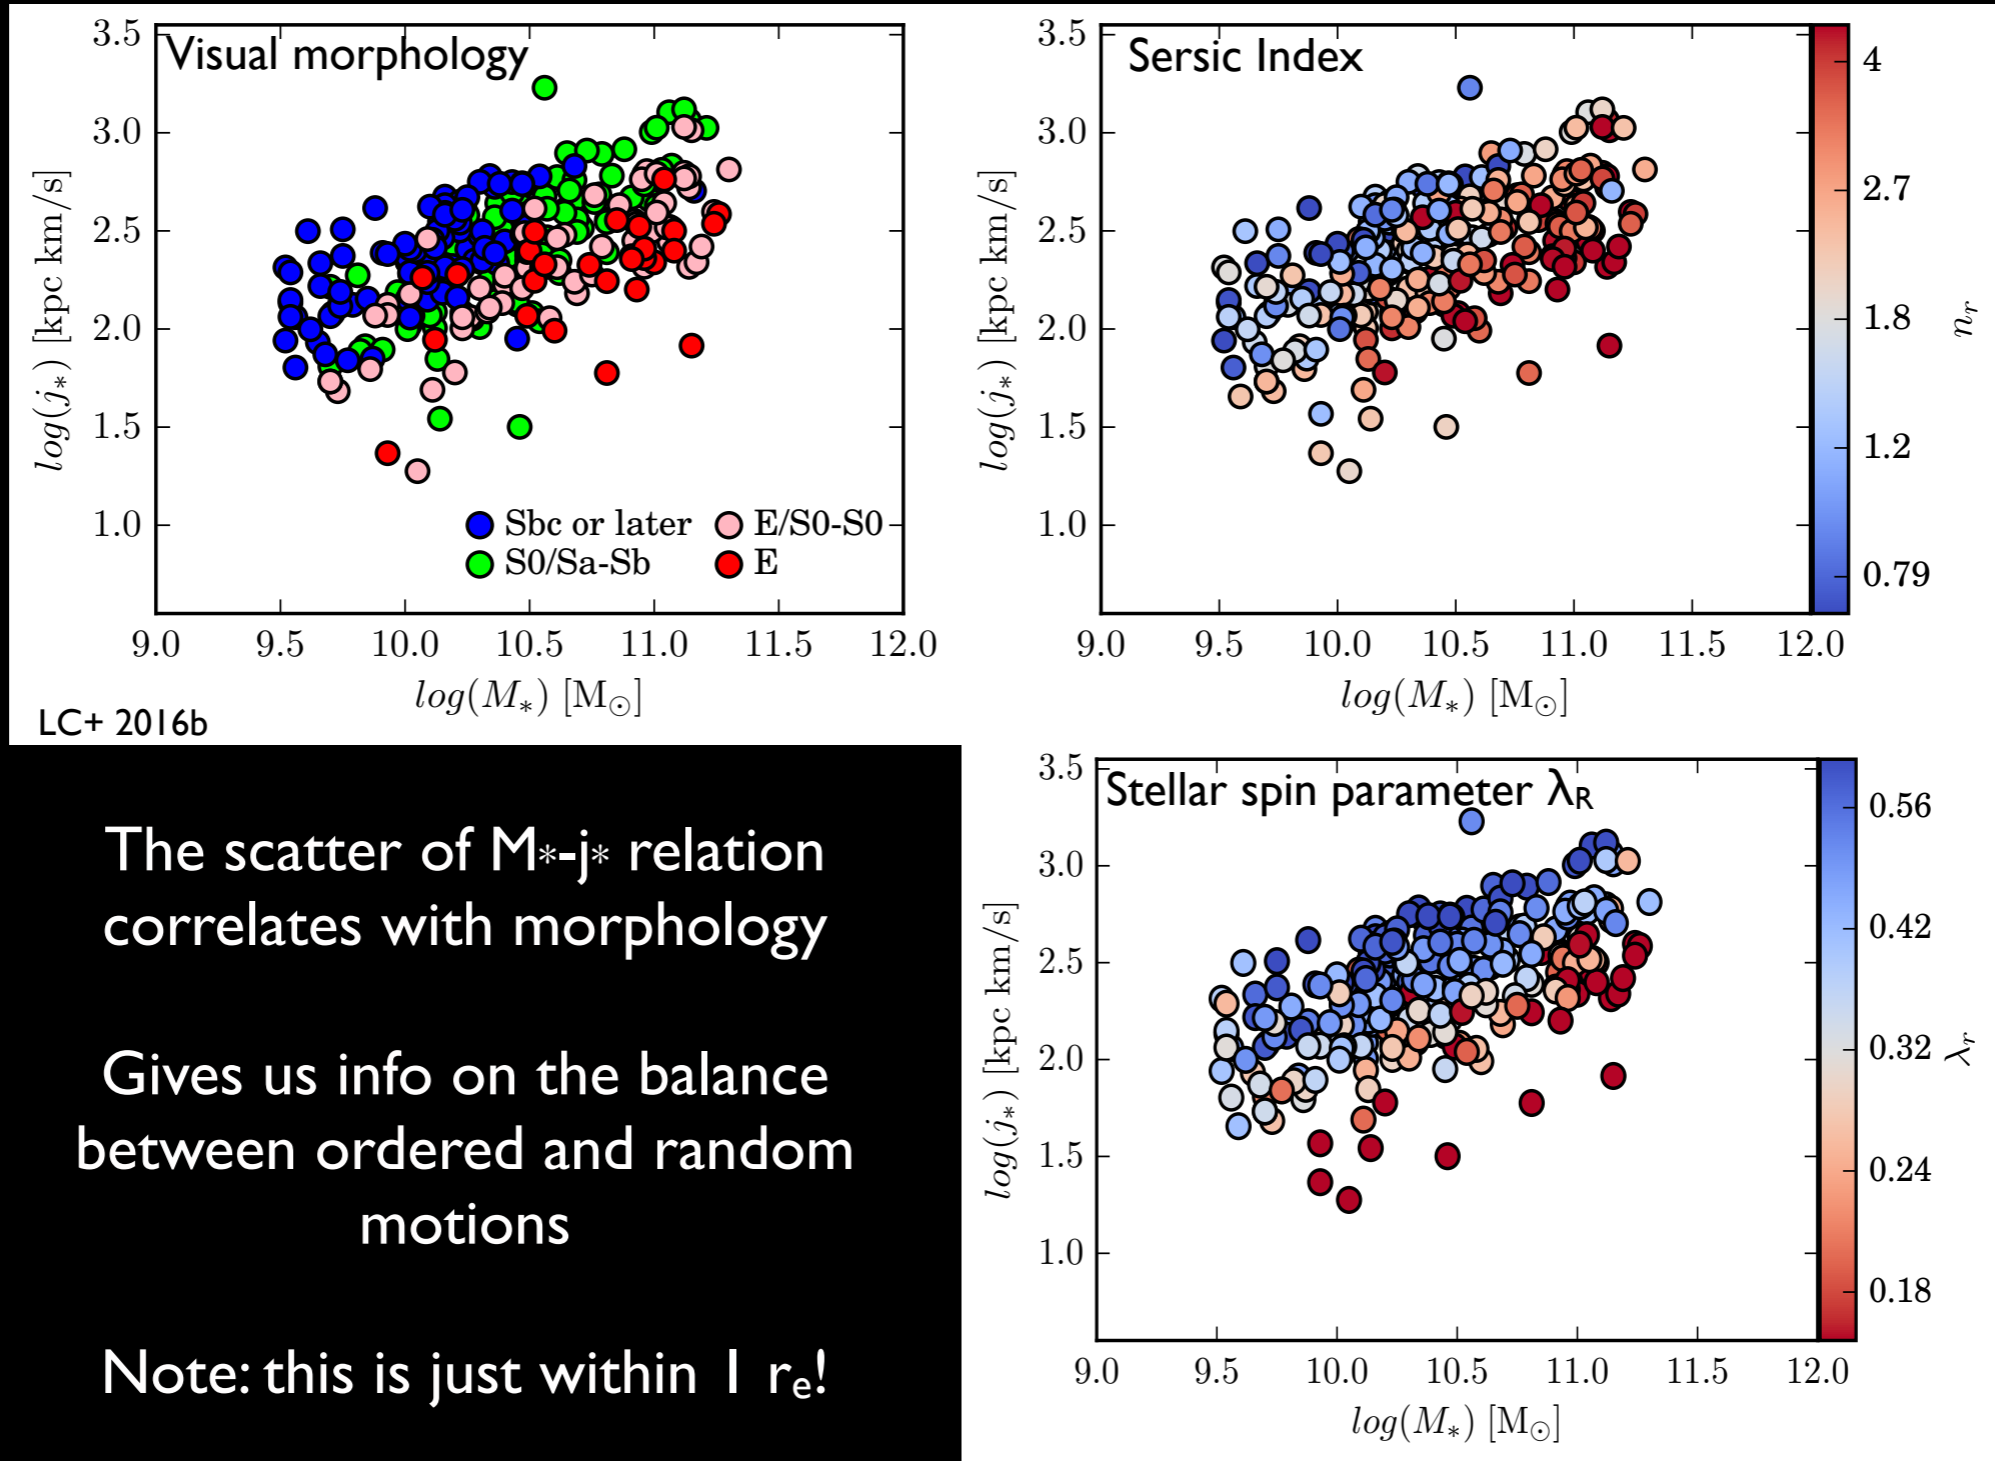 Visual morphology
3.5
3.0
2.5
2.0
1.5
1.0
log(j*) [kpc km/s]
Sbc or later
E/S0-S0
S0/Sa-Sb
E
9.0 9.5 10.0 10.5 11.0 11.5 12.0
log(M*) [M⊙]
LC+ 2016b
Sersic Index
3.5
3.0
2.5
2.0
1.5
1.0
log(j*) [kpc km/s]
9.0 9.5 10.0 10.5 11.0 11.5 12.0
log(M*) [M⊙]
4
2.7
1.8
1.2
0.79
nr
The scatter of M*-j* relation
correlates with morphology
Gives us info on the balance
between ordered and random
motions
Note: this is just within 1 re!
Stellar spin parameter λR
3.5
3.0
2.5
2.0
1.5
1.0
log(j*) [kpc km/s]
9.0 9.5 10.0 10.5 11.0 11.5 12.0
log(M*) [M⊙]
0.56
0.42
0.32
0.24
0.18
λr